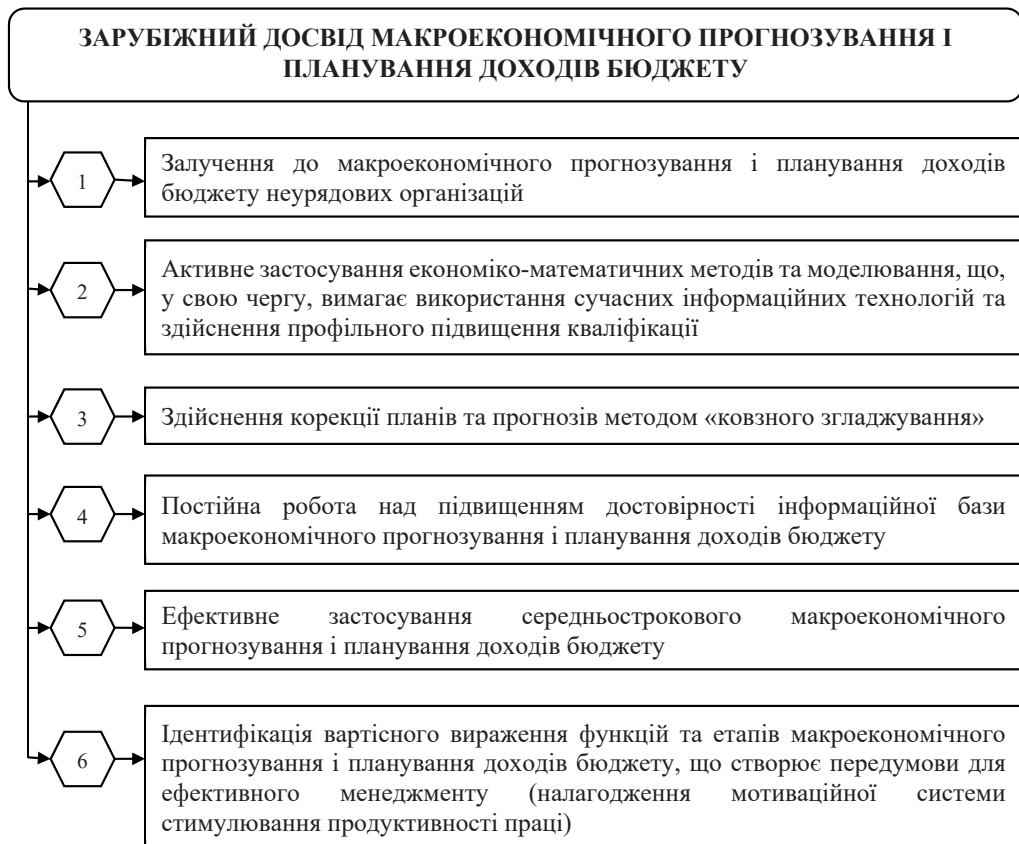 ЗАРУБІЖНИЙ ДОСВІД МАКРОЕКОНОМІЧНОГО ПРОГНОЗУВАННЯ І
ПЛАНУВАННЯ ДОХОДІВ БЮДЖЕТУ
1
Залучення до макроекономічного прогнозування і планування доходів
бюджету неурядових організацій
2
Активне застосування економіко-математичних методів та моделювання, що,
у свою чергу, вимагає використання сучасних інформаційних технологій та
здійснення профільного підвищення кваліфікації
3
Здійснення корекції планів та прогнозів методом «ковзного згладжування»
4
Постійна робота над підвищенням достовірності інформаційної бази
макроекономічного прогнозування і планування доходів бюджету
5
Ефективне застосування середньострокового макроекономічного
прогнозування і планування доходів бюджету
6
Ідентифікація вартісного вираження функцій та етапів макроекономічного
прогнозування і планування доходів бюджету, що створює передумови для
ефективного менеджменту (налагодження мотиваційної системи
стимулювання продуктивності праці)